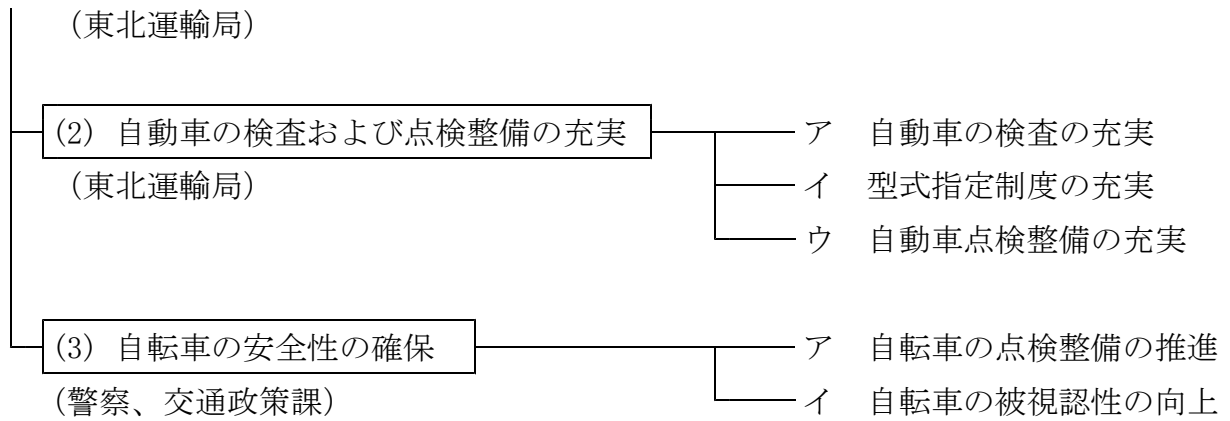 (東北運輸局)
(2) 自動車の検査および点検整備の充実
ア 自動車の検査の充実
(東北運輸局)
イ 型式指定制度の充実
ウ 自動車点検整備の充実
(3) 自転車の安全性の確保
ア 自転車の点検整備の推進
(警察、交通政策課)
イ 自転車の被視認性の向上